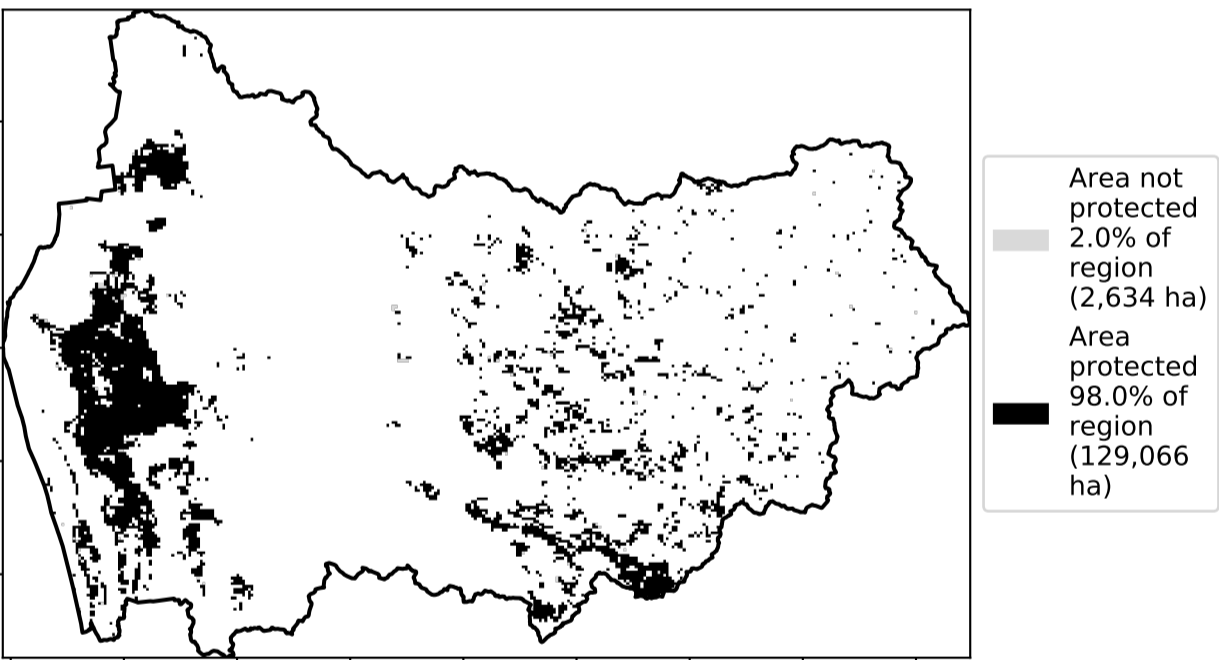 Area not
protected
2.0% of
region
(2,634 ha)
Area
protected
98.0% of
region
(129,066
ha)